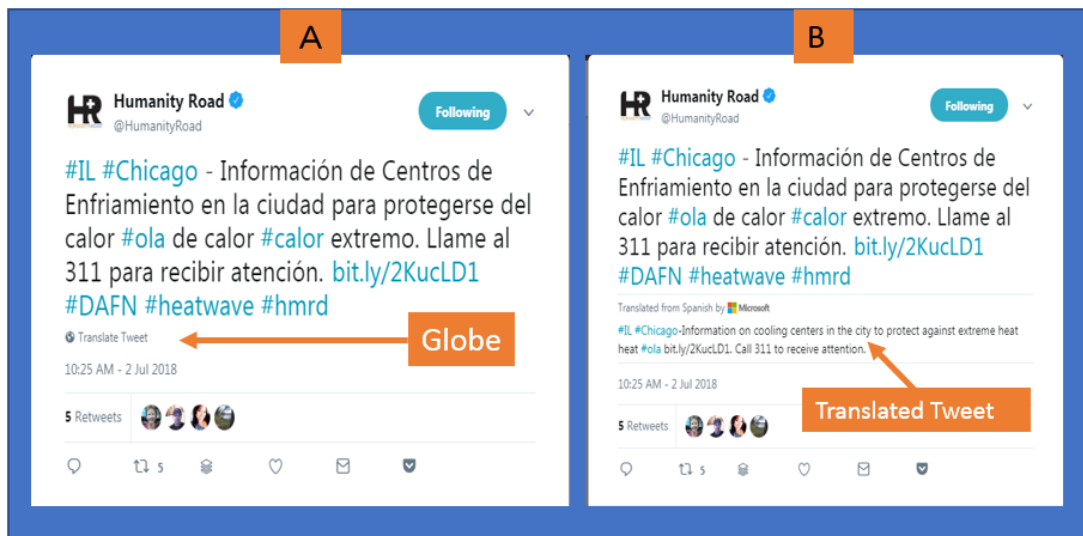 A
HR
Humanity Road
@HumanityRoad
Following
#IL #Chicago - Información de Centros de
Enfriamiento en la ciudad para protegerse del
calor #ola de calor #calor extremo. Llame al
311 para recibir atención. bit.ly/2KucLD1
#DAFN #heatwave #hmrd
Translate Tweet
Globe
10:25 AM - 2 Jul 2018
5 Retweets
5
B
HR
Humanity Road
@HumanityRoad
Following
#IL #Chicago - Información de Centros de
Enfriamiento en la ciudad para protegerse del
calor #ola de calor #calor extremo. Llame al
311 para recibir atención. bit.ly/2KucLD1
#DAFN #heatwave #hmrd
Translated from Spanish by Microsoft
#IL #Chicago-Information on cooling centers in the city to protect against extreme heat
heat #ola bit.ly/2KucLD1. Call 311 to receive attention.
10:25 AM - 2 Jul 2018
Translated Tweet
5 Retweets
5